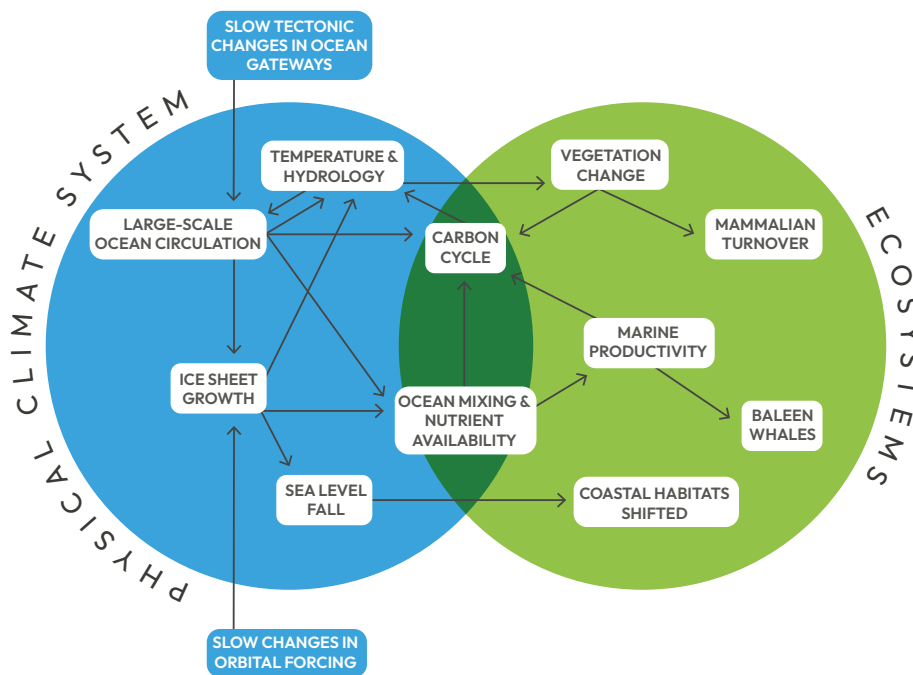 SLOW TECTONIC
CHANGES IN OCEAN
GATEWAYS
PHYSICAL CLIMATE SYSTEM
ECOSYSTEMS
TEMPERATURE &
HYDROLOGY
VEGETATION
CHANGE
LARGE-SCALE
OCEAN CIRCULATION
CARBON
CYCLE
MAMMALIAN
TURNOVER
MARINE
PRODUCTIVITY
ICE SHEET
GROWTH
OCEAN MIXING &
NUTRIENT
AVAILABILITY
BALEEN
WHALES
SEA LEVEL
FALL
COASTAL HABITATS
SHIFTED
SLOW CHANGES IN
ORBITAL FORCING